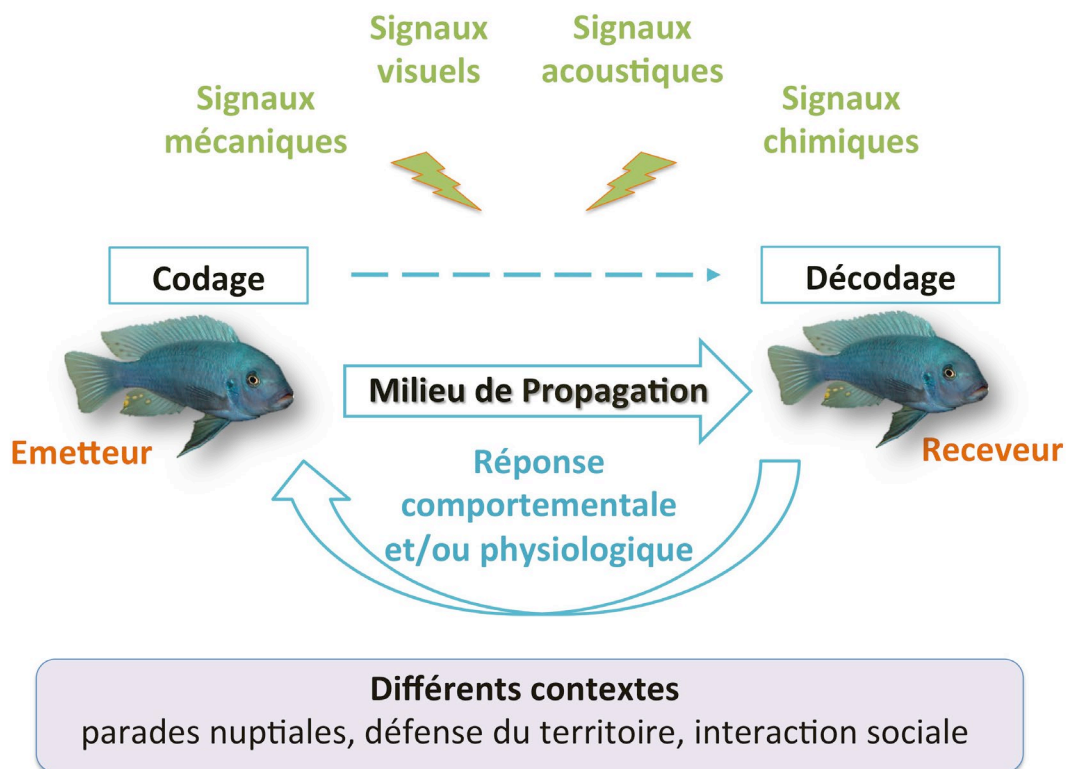 Signaux
visuels
Signaux
acoustiques
Signaux
mécaniques
Signaux
chimiques
Codage
Décodage
Milieu de Propagation
Emetteur
Receveur
Réponse
comportementale
et/ou physiologique
Différents contextes
parades nuptiales, défense du territoire, interaction sociale